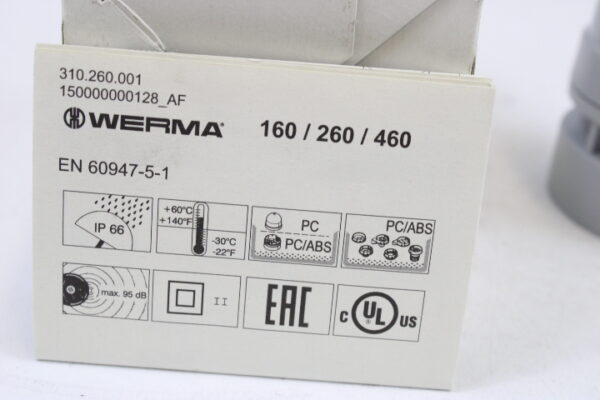 310.260.001
150000000128_AF
WERMA 160 / 260 / 460
EN 60947-5-1
IP 66
+60°C
+140°F
-30°C
-22°F
PC
PC/ABS
PC/ABS
max. 95 dB
II
EAC
C UL US